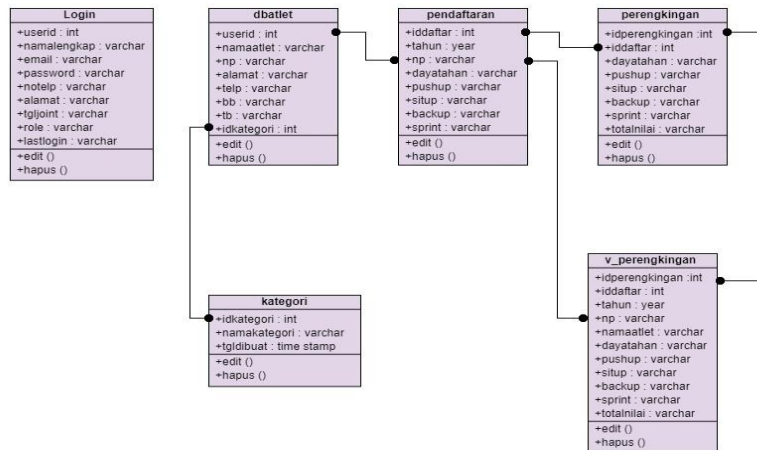 Login
+userid : int
+namalengkap : varchar
+email : varchar
+password : varchar
+notelp : varchar
+alamat : varchar
+tgljoint : varchar
+role : varchar
+lastlogin : varchar
+edit ()
+hapus ()
dbatlet
+userid : int
+namaatlet : varchar
+np : varchar
+alamat : varchar
+telp : varchar
+bb : varchar
+tb : varchar
+idkategori : int
+edit ()
+hapus ()
pendaftaran
+iddaftar : int
+tahun : year
+np : varchar
+dayatahan : varchar
+pushup : varchar
+situp : varchar
+backup : varchar
+sprint : varchar
+edit ()
+hapus ()
perengkingan
+idperengkingan :int
+iddaftar : int
+dayatahan : varchar
+pushup : varchar
+situp : varchar
+backup : varchar
+sprint : varchar
+totalnilai : varchar
+edit ()
+hapus ()
kategori
+idkategori : int
+namakategori : varchar
+tgldibuat : time stamp
+edit ()
+hapus ()
v_perengkingan
+idperengkingan :int
+iddaftar : int
+tahun : year
+np : varchar
+namaatlet : varchar
+dayatahan : varchar
+pushup : varchar
+situp : varchar
+backup : varchar
+sprint : varchar
+totalnilai : varchar
+edit ()
+hapus ()